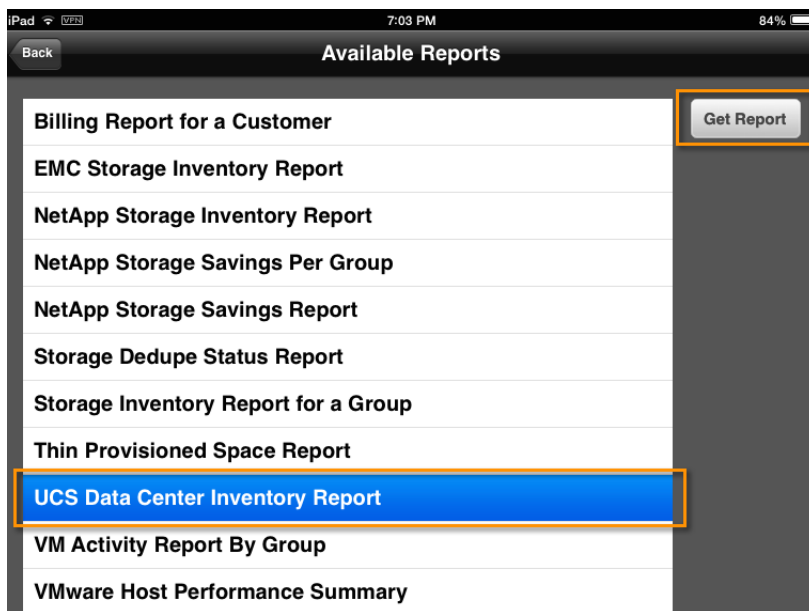 iPad VPN 7:03 PM 84%
Back Available Reports
Billing Report for a Customer
Get Report
EMC Storage Inventory Report
NetApp Storage Inventory Report
NetApp Storage Savings Per Group
NetApp Storage Savings Report
Storage Dedupe Status Report
Storage Inventory Report for a Group
Thin Provisioned Space Report
UCS Data Center Inventory Report
VM Activity Report By Group
VMware Host Performance Summary